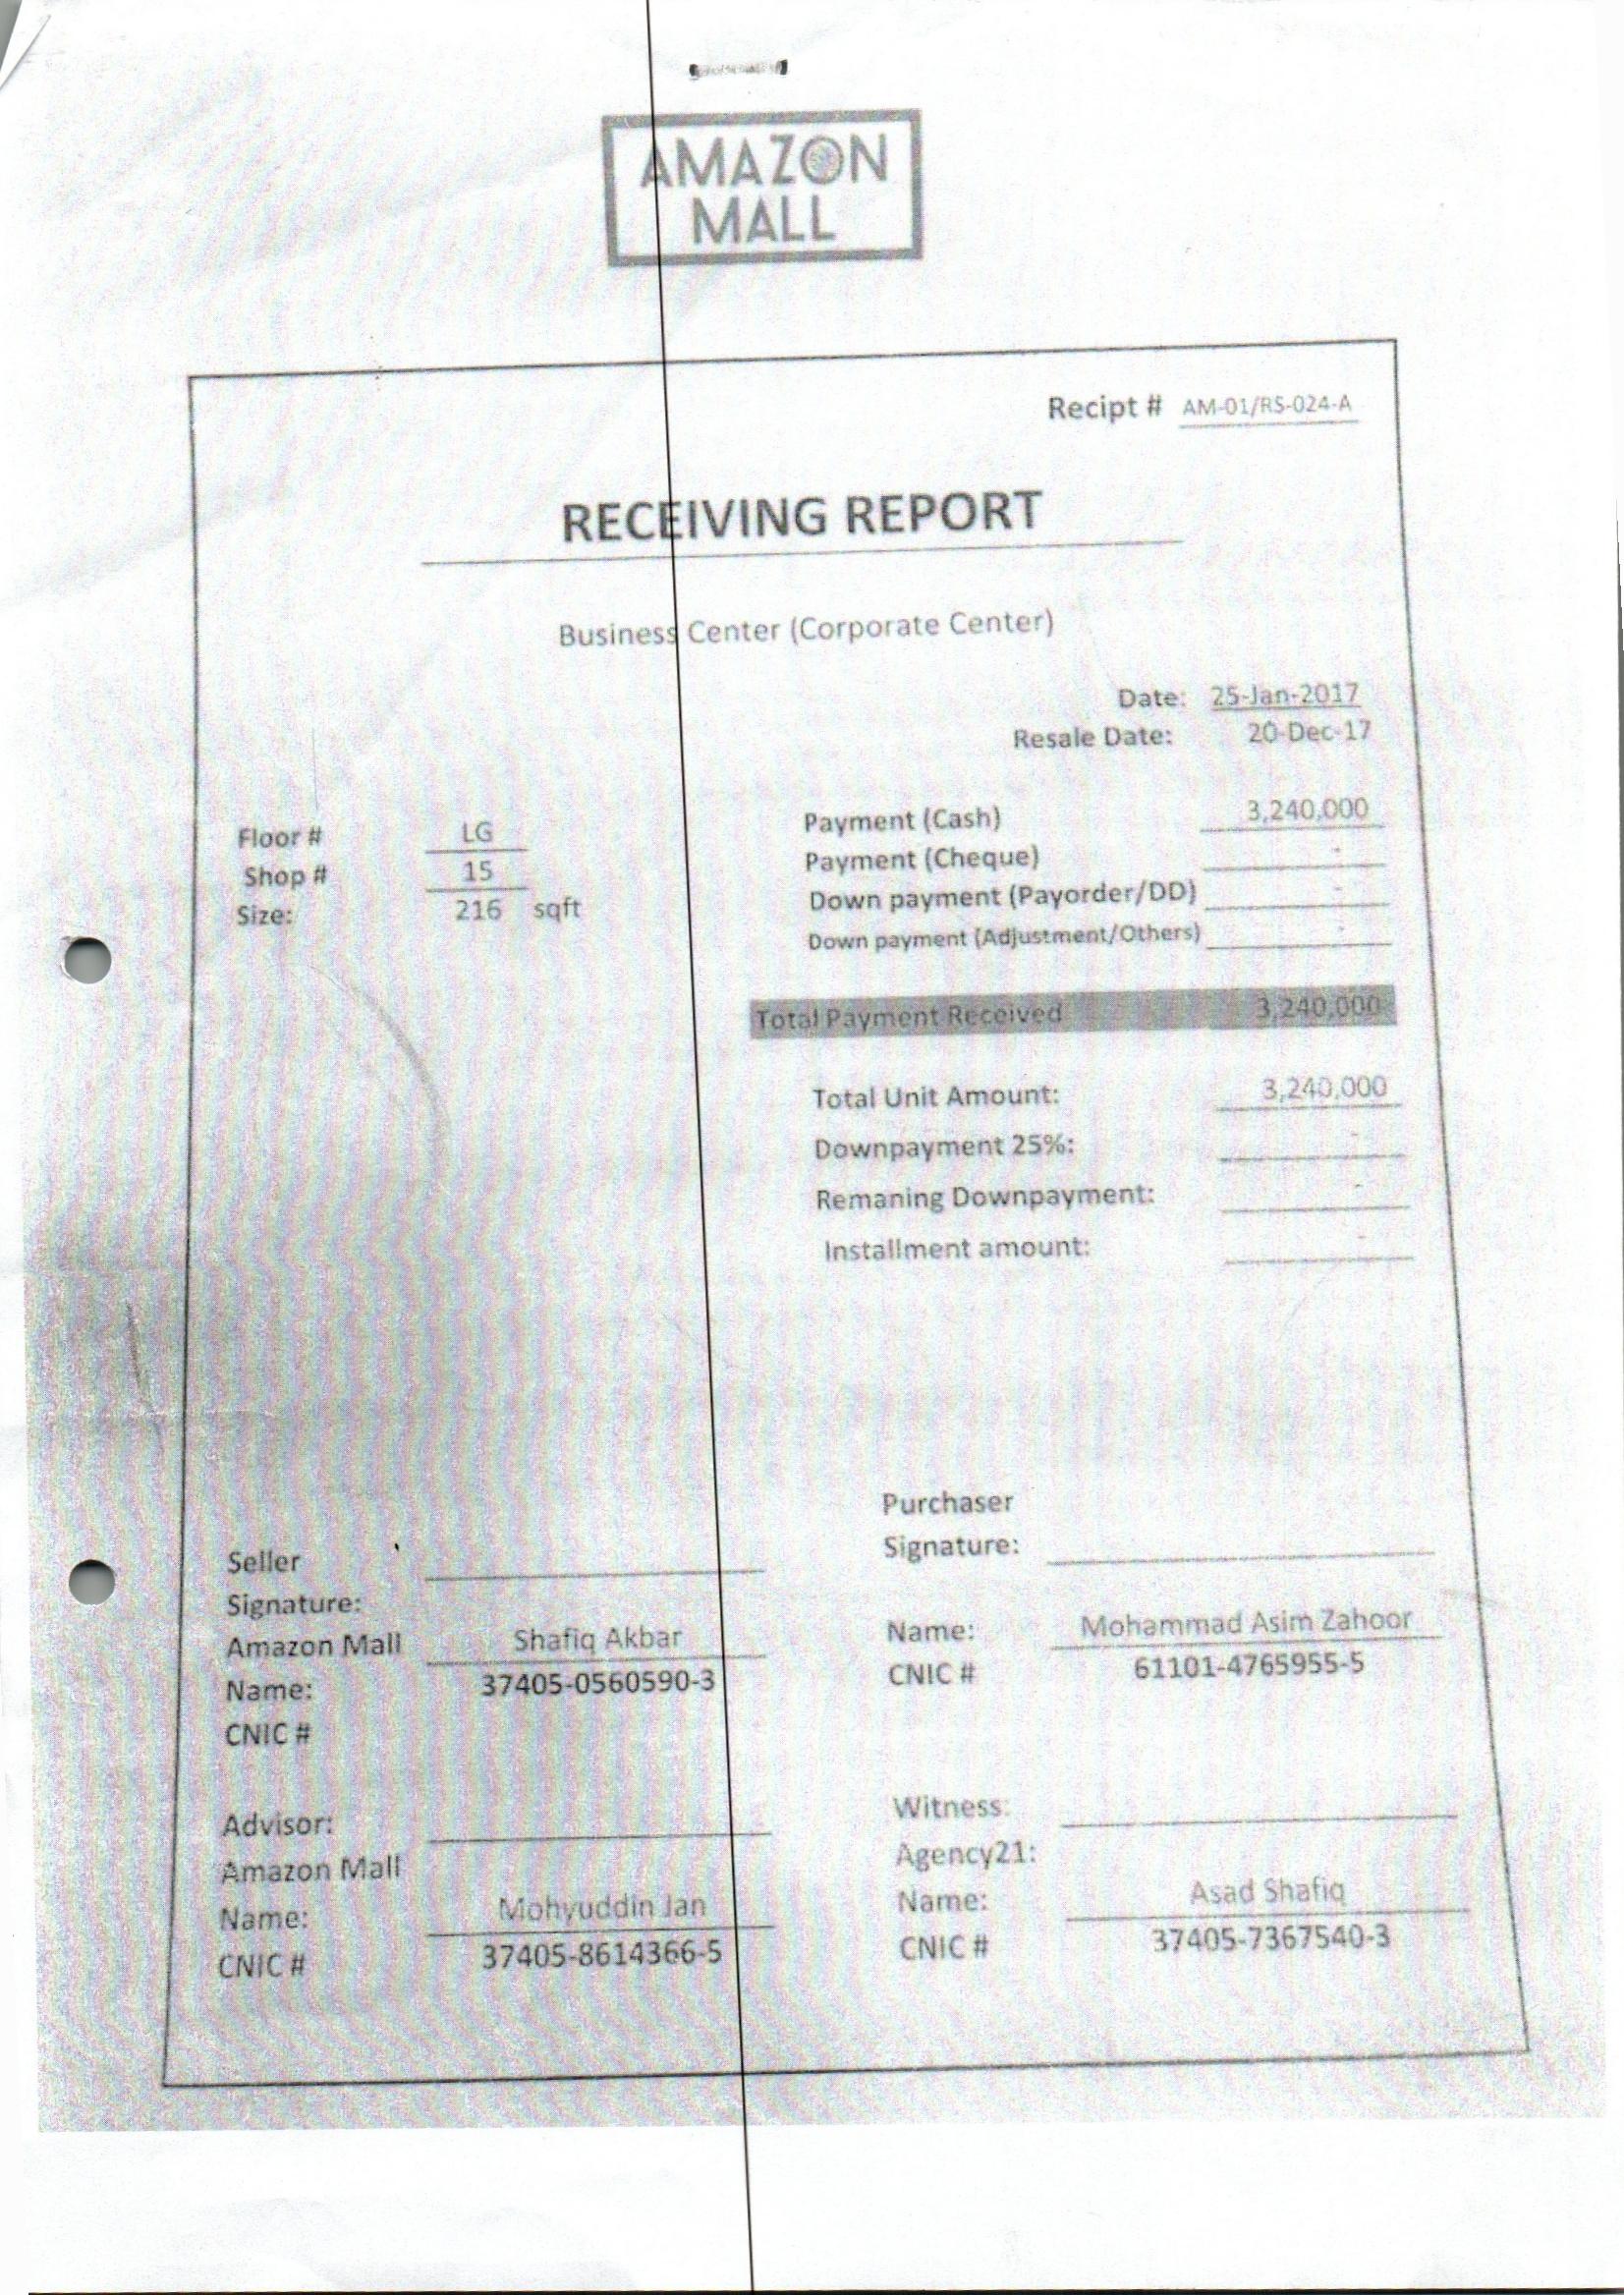 AMAZON
MALL
Recipt # AM-01/RS-024-A
RECEIVING REPORT
Business Center (Corporate Center)
Date: 25-Jan-2017
Resale Date: 20-Dec-17
Floor # LG
Shop # 15
Size: 216 sqft
Payment (Cash) 3,240,000
Payment (Cheque) -
Down payment (Payorder/DD) -
Down payment (Adjustment/Others) -
Total Payment Received 3,240,000
Total Unit Amount: 3,240,000
Downpayment 25%: -
Remaning Downpayment: -
Installment amount: -
Seller
Signature:
Amazon Mall Shafiq Akbar
Name: 37405-0560590-3
CNIC #
Purchaser
Signature:
Name: Mohammad Asim Zahoor
CNIC # 61101-4765955-5
Advisor:
Amazon Mall
Name: Mohyuddin Jan
CNIC # 37405-8614366-5
Witness:
Agency21:
Name: Asad Shafiq
CNIC # 37405-7367540-3